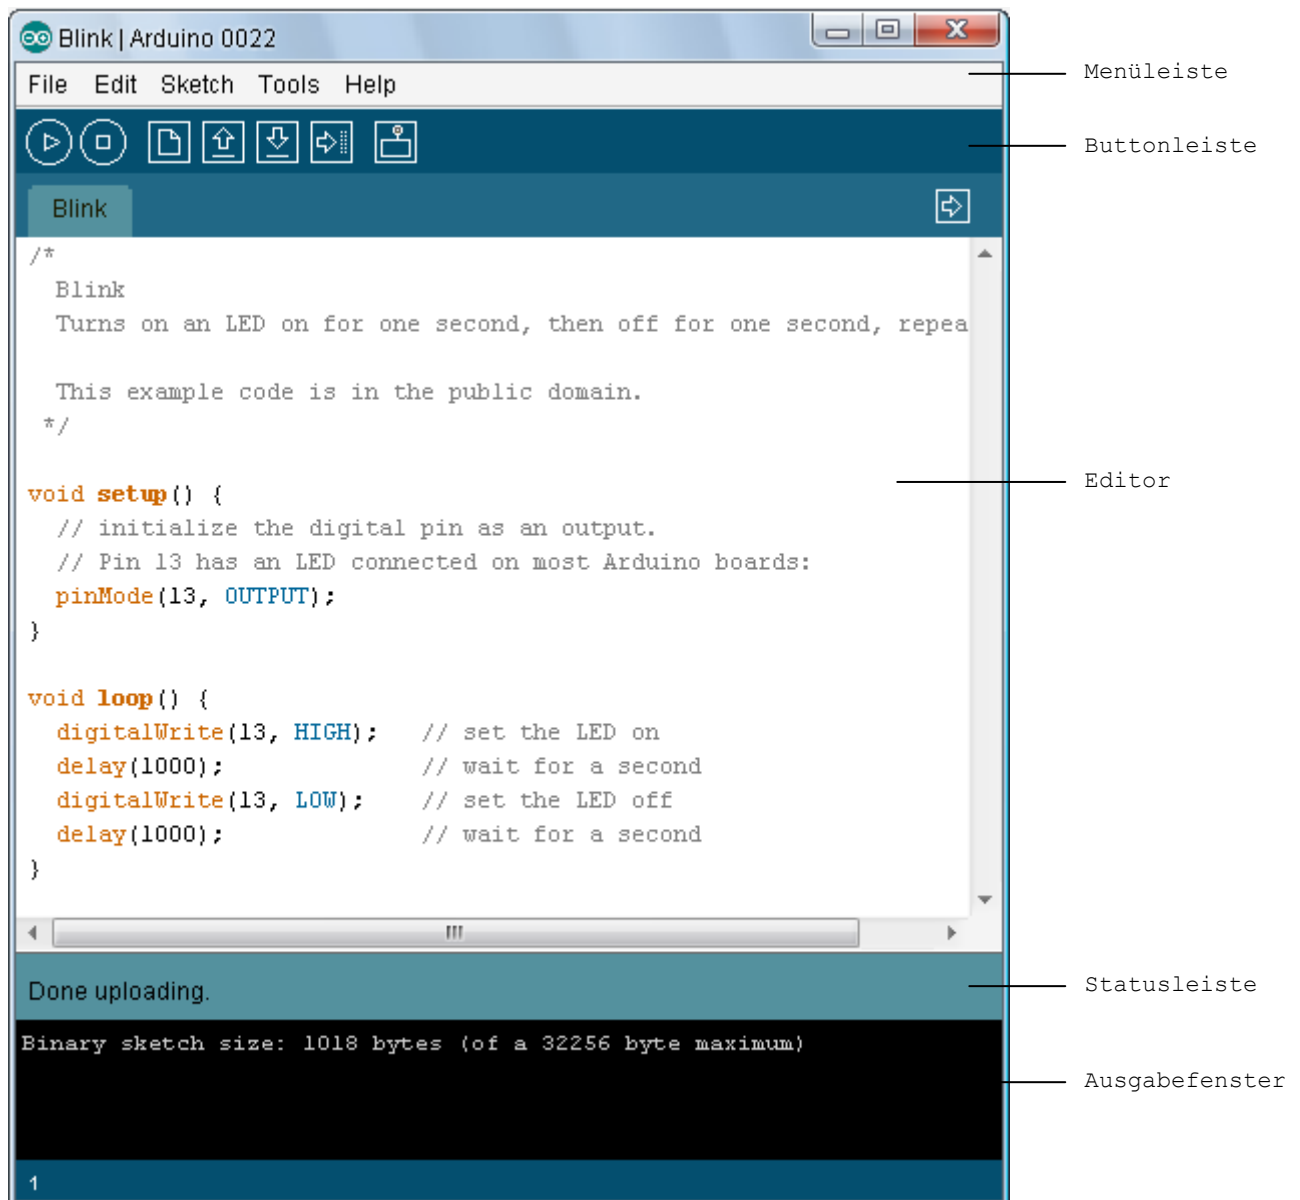 Blink | Arduino 0022
File Edit Sketch Tools Help
Menüleiste
Buttonleiste
Blink
/*
  Blink
  Turns on an LED on for one second, then off for one second, repea

  This example code is in the public domain.
 */

void setup() {
  // initialize the digital pin as an output.
  // Pin 13 has an LED connected on most Arduino boards:
  pinMode(13, OUTPUT);
}
Editor

void loop() {
  digitalWrite(13, HIGH);   // set the LED on
  delay(1000);              // wait for a second
  digitalWrite(13, LOW);    // set the LED off
  delay(1000);              // wait for a second
}
Done uploading.
Statusleiste
Binary sketch size: 1018 bytes (of a 32256 byte maximum)
Ausgabefenster
1